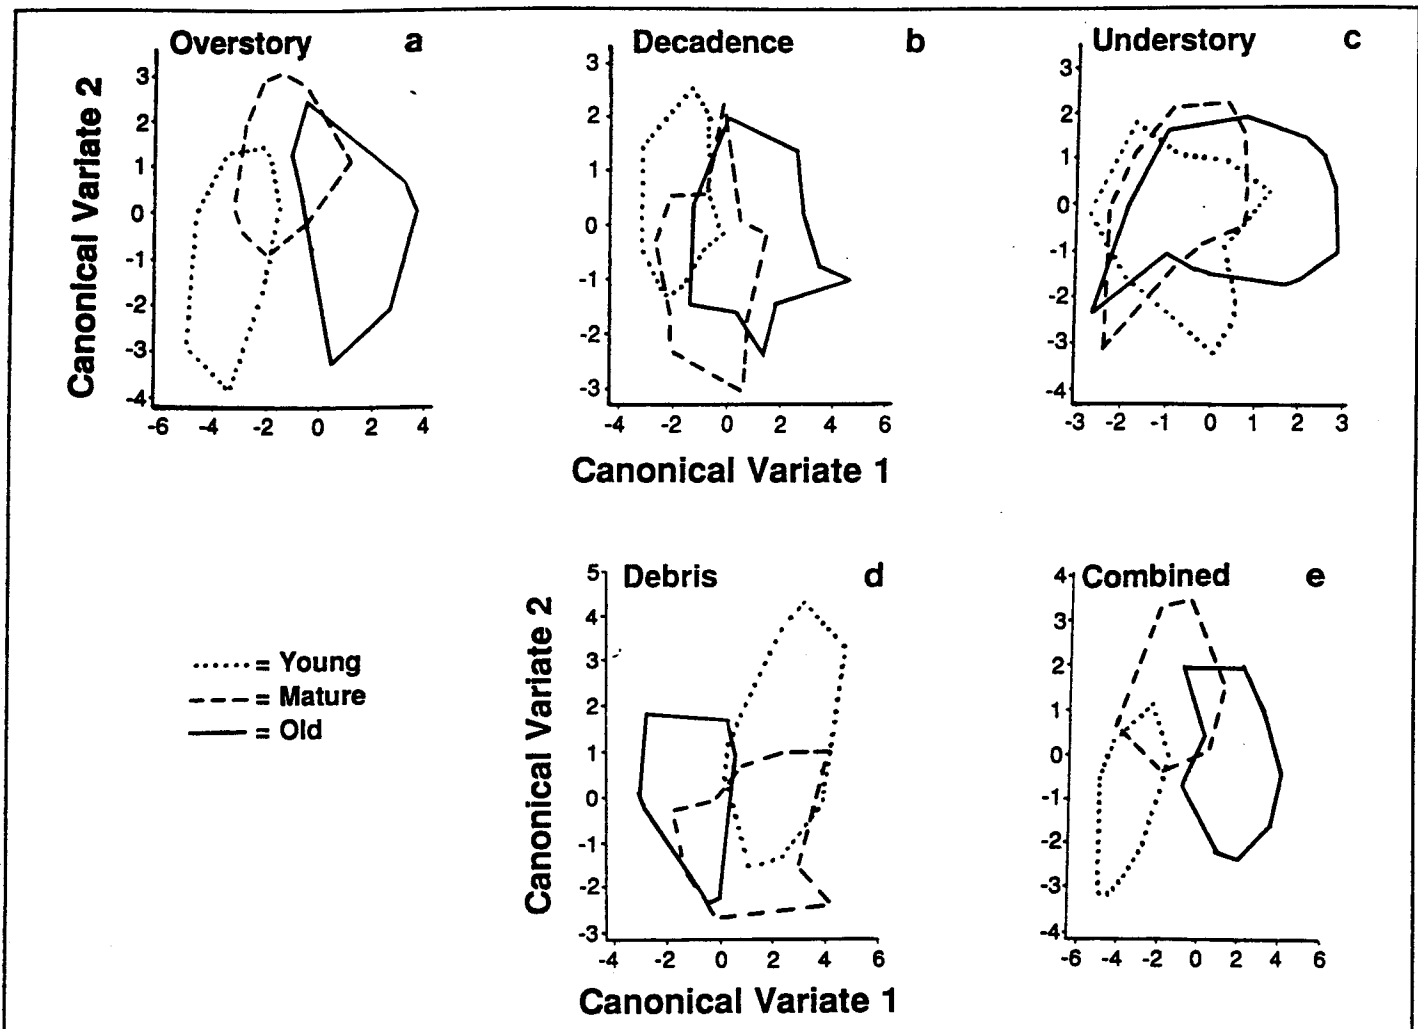 Overstory a
Canonical Variate 2
3
2
1
0
-1
-2
-3
-4
-6 -4 -2 0 2 4
Decadence b
3
2
1
0
-1
-2
-3
-4 -2 0 2 4 6
Understory c
3
2
1
0
-1
-2
-3
-4
-3 -2 -1 0 1 2 3
Canonical Variate 1
= Young
= Mature
= Old
Debris d
Canonical Variate 2
5
4
3
2
1
0
-1
-2
-3
-4 -2 0 2 4 6
Combined e
4
3
2
1
0
-1
-2
-3
-4
-6 -4 -2 0 2 4 6
Canonical Variate 1